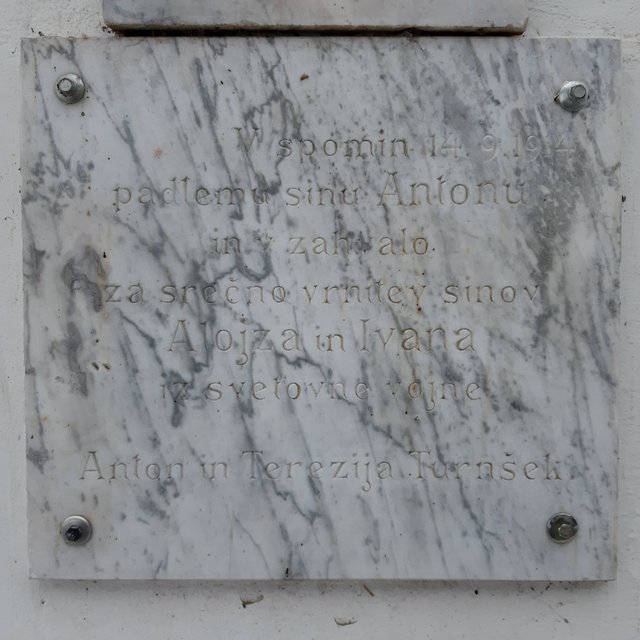 V spomin 14.9.1914
padlemu sinu Antonu
in v zahvalo
za srečno vrnitev sinov
Alojza in Ivana
iz svetovne vojne
Anton in Terezija Turnšek.